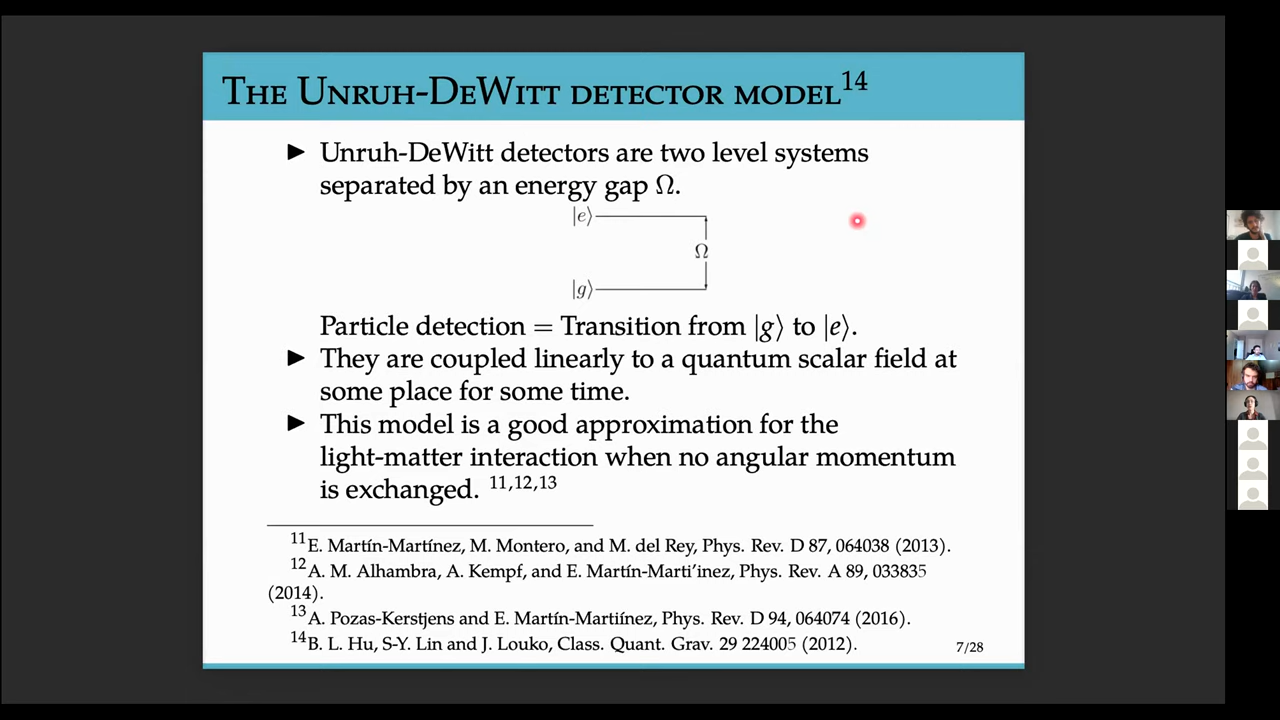 THE UNRUH-DEWITT DETECTOR MODEL14
▶ Unruh-DeWitt detectors are two level systems
separated by an energy gap Ω.
|e⟩
Ω
|g⟩
Particle detection = Transition from |g⟩ to |e⟩.
▶ They are coupled linearly to a quantum scalar field at
some place for some time.
▶ This model is a good approximation for the
light-matter interaction when no angular momentum
is exchanged. 11,12,13
11E. Martín-Martínez, M. Montero, and M. del Rey, Phys. Rev. D 87, 064038 (2013).
12A. M. Alhambra, A. Kempf, and E. Martín-Marti'inez, Phys. Rev. A 89, 033835
(2014).
13A. Pozas-Kerstjens and E. Martín-Martiínez, Phys. Rev. D 94, 064074 (2016).
14B. L. Hu, S-Y. Lin and J. Louko, Class. Quant. Grav. 29 224005 (2012).
7/28